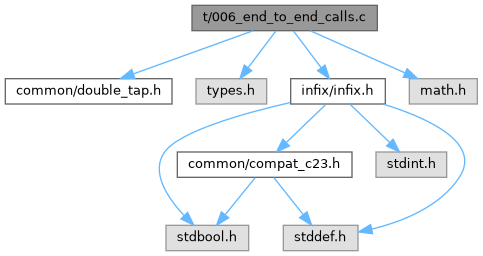 t/006_end_to_end_calls.c
common/double_tap.h
types.h
infix/infix.h
math.h
common/compat_c23.h
stdint.h
stdbool.h
stddef.h